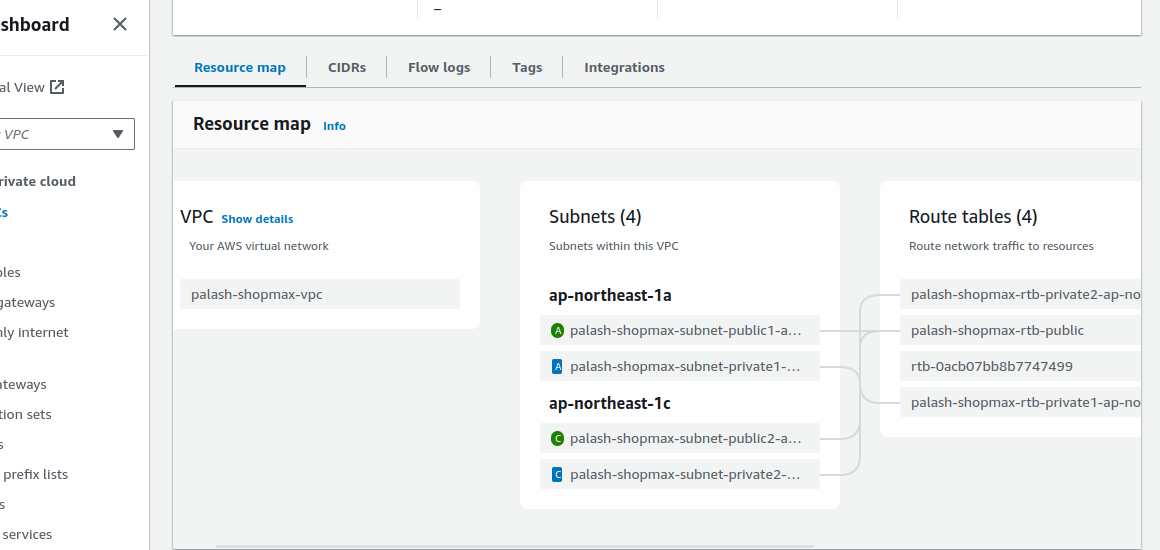 shboard
al View
VPC
rivate cloud
gateways
nly internet
ateways
tion sets
prefix lists
services
–
Resource map
CIDRs
Flow logs
Tags
Integrations
Resource map Info
VPC Show details
Your AWS virtual network
palash-shopmax-vpc
Subnets (4)
Subnets within this VPC
ap-northeast-1a
A palash-shopmax-subnet-public1-a...
A palash-shopmax-subnet-private1-...
ap-northeast-1c
C palash-shopmax-subnet-public2-a...
C palash-shopmax-subnet-private2-...
Route tables (4)
Route network traffic to resources
palash-shopmax-rtb-private2-ap-no
palash-shopmax-rtb-public
rtb-0acb07bb8b7747499
palash-shopmax-rtb-private1-ap-no